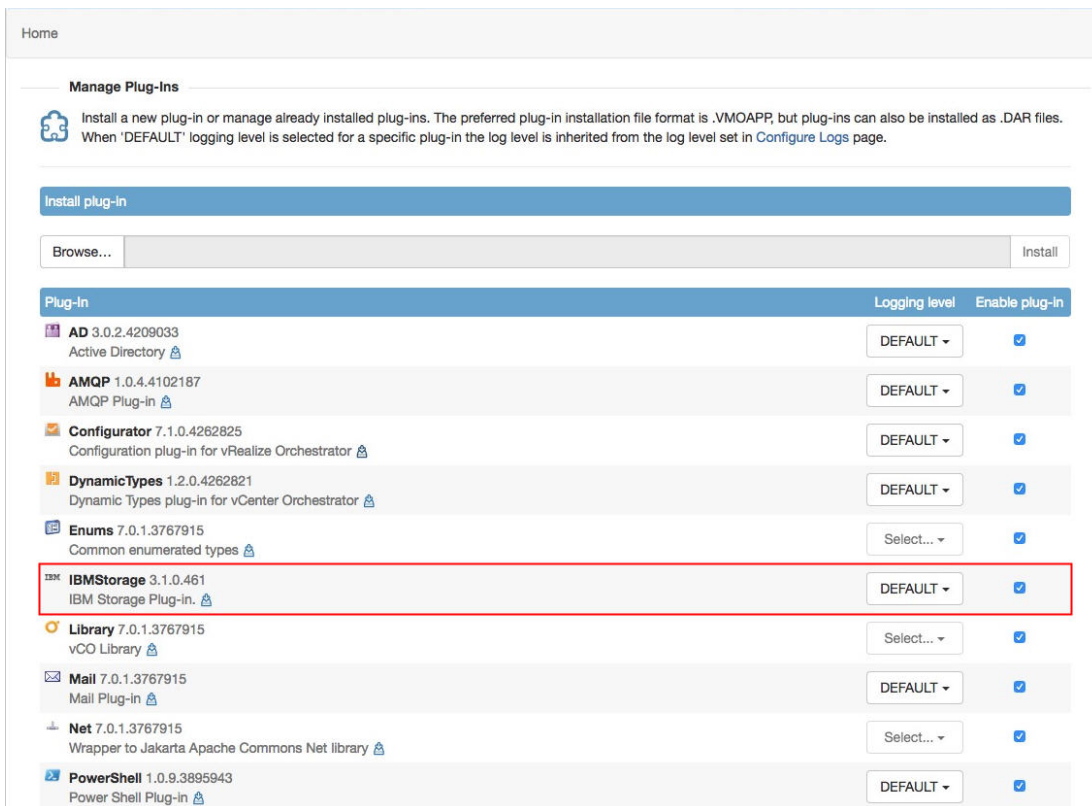 Home
Manage Plug-Ins
Install a new plug-in or manage already installed plug-ins. The preferred plug-in installation file format is .VMOAPP, but plug-ins can also be installed as .DAR files.
When 'DEFAULT' logging level is selected for a specific plug-in the log level is inherited from the log level set in Configure Logs page.
Install plug-in
Browse... Install
Plug-In Logging level Enable plug-in
AD 3.0.2.4209033
Active Directory
DEFAULT
AMQP 1.0.4.4102187
AMQP Plug-in
DEFAULT
Configurator 7.1.0.4262825
Configuration plug-in for vRealize Orchestrator
DEFAULT
DynamicTypes 1.2.0.4262821
Dynamic Types plug-in for vCenter Orchestrator
DEFAULT
Enums 7.0.1.3767915
Common enumerated types
Select...
IBM IBMStorage 3.1.0.461
IBM Storage Plug-in.
DEFAULT
Library 7.0.1.3767915
vCO Library
Select...
Mail 7.0.1.3767915
Mail Plug-in
DEFAULT
Net 7.0.1.3767915
Wrapper to Jakarta Apache Commons Net library
Select...
PowerShell 1.0.9.3895943
Power Shell Plug-in
DEFAULT